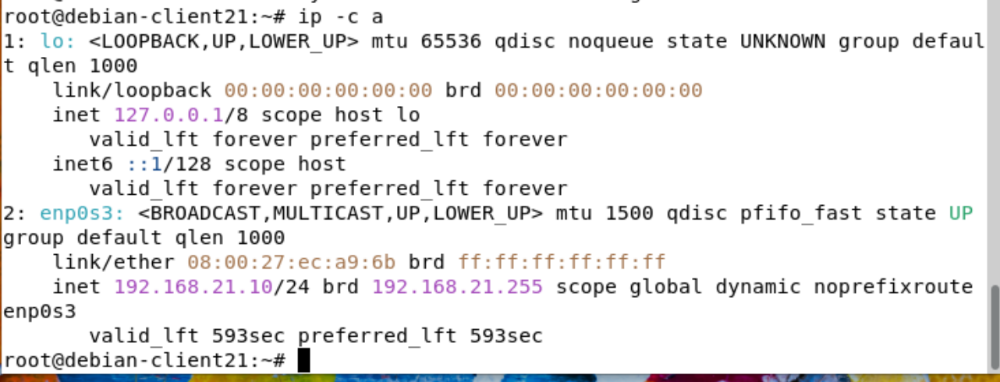 root@debian-client21:~# ip -c a
1: lo: <LOOPBACK,UP,LOWER_UP> mtu 65536 qdisc noqueue state UNKNOWN group defaul
t qlen 1000
    link/loopback 00:00:00:00:00:00 brd 00:00:00:00:00:00
    inet 127.0.0.1/8 scope host lo
       valid_lft forever preferred_lft forever
    inet6 ::1/128 scope host
       valid_lft forever preferred_lft forever
2: enp0s3: <BROADCAST,MULTICAST,UP,LOWER_UP> mtu 1500 qdisc pfifo_fast state UP
group default qlen 1000
    link/ether 08:00:27:ec:a9:6b brd ff:ff:ff:ff:ff:ff
    inet 192.168.21.10/24 brd 192.168.21.255 scope global dynamic noprefixroute
enp0s3
       valid_lft 593sec preferred_lft 593sec
root@debian-client21:~#